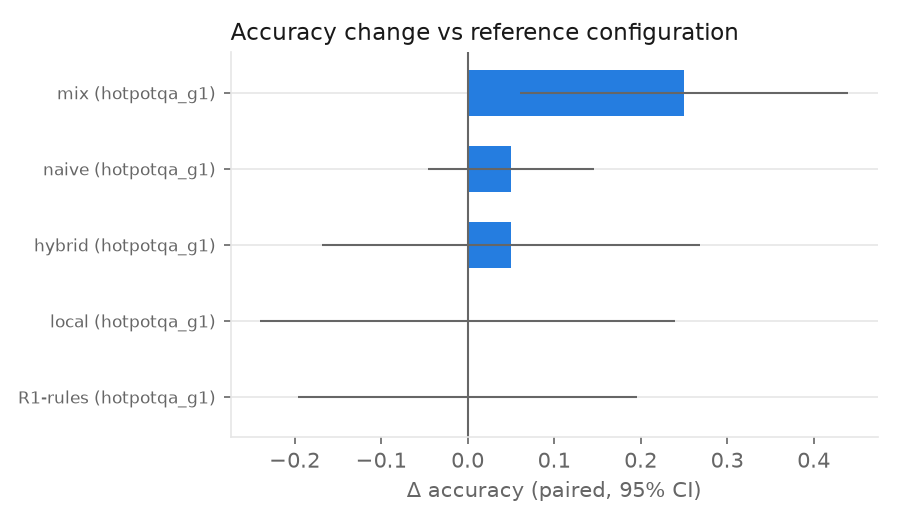 Accuracy change vs reference configuration
mix (hotpotqa_g1)
naive (hotpotqa_g1)
hybrid (hotpotqa_g1)
local (hotpotqa_g1)
R1-rules (hotpotqa_g1)
−0.2 −0.1 0.0 0.1 0.2 0.3 0.4
Δ accuracy (paired, 95% CI)